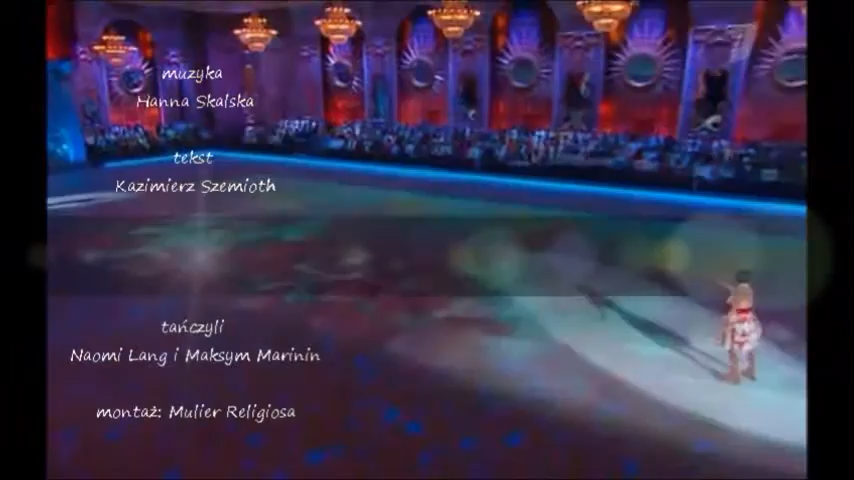 muzyka
Hanna Skalska
tekst
Kazimierz Szemioth
tańczyli
Naomi Lang i Maksym Marinin
montaż: Mulier Religiosa